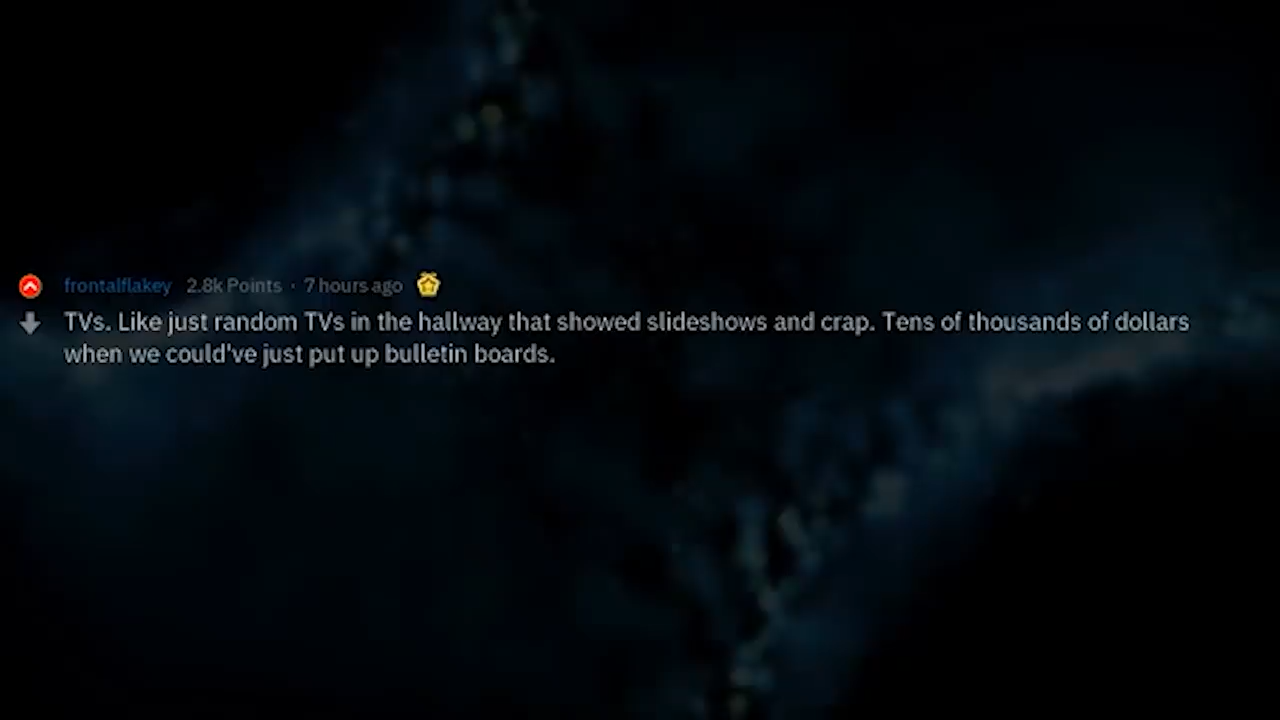 frontalflakey 2.8k Points · 7 hours ago
TVs. Like just random TVs in the hallway that showed slideshows and crap. Tens of thousands of dollars
when we could've just put up bulletin boards.